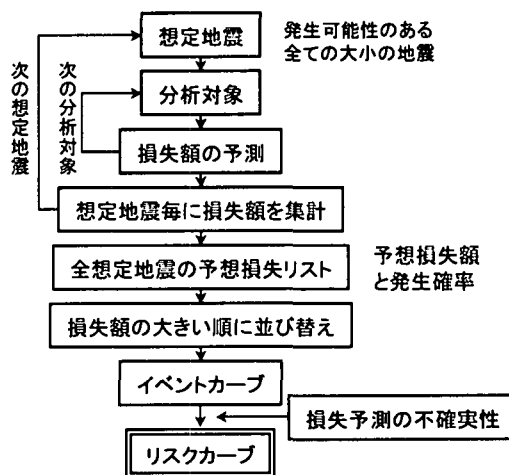 想定地震
発生可能性のある
全ての大小の地震
次の想定地震
次の分析対象
分析対象
損失額の予測
想定地震毎に損失額を集計
全想定地震の予想損失リスト
予想損失額
と発生確率
損失額の大きい順に並び替え
イベントカーブ
損失予測の不確実性
リスクカーブ